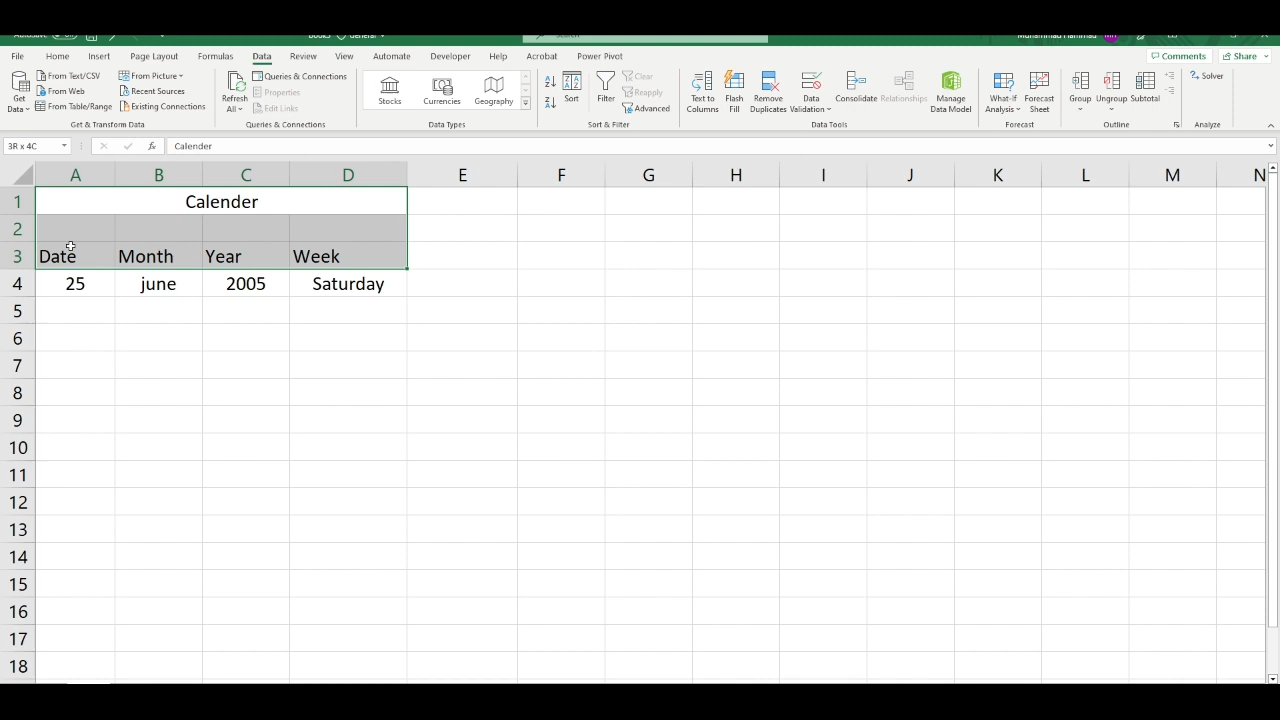 General
Search
Muhammad Hammad MH
File Home Insert Page Layout Formulas Data Review View Automate Developer Help Acrobat Power Pivot Comments Share
Get Data
From Text/CSV
From Web
From Table/Range
From Picture
Recent Sources
Existing Connections
Get & Transform Data
Refresh All
Queries & Connections
Properties
Edit Links
Queries & Connections
Stocks Currencies Geography
Data Types
Sort
Filter
Clear
Reapply
Advanced
Sort & Filter
Text to Columns
Flash Fill
Remove Duplicates
Data Validation
Consolidate
Relationships
Manage Data Model
Data Tools
What-If Analysis
Forecast Sheet
Forecast
Group
Ungroup
Subtotal
Outline
Solver
Analyze
3R x 4C fx Calender
A B C D E F G H I J K L M N
1 Calender
2
3 Date Month Year Week
4 25 june 2005 Saturday
5
6
7
8
9
10
11
12
13
14
15
16
17
18